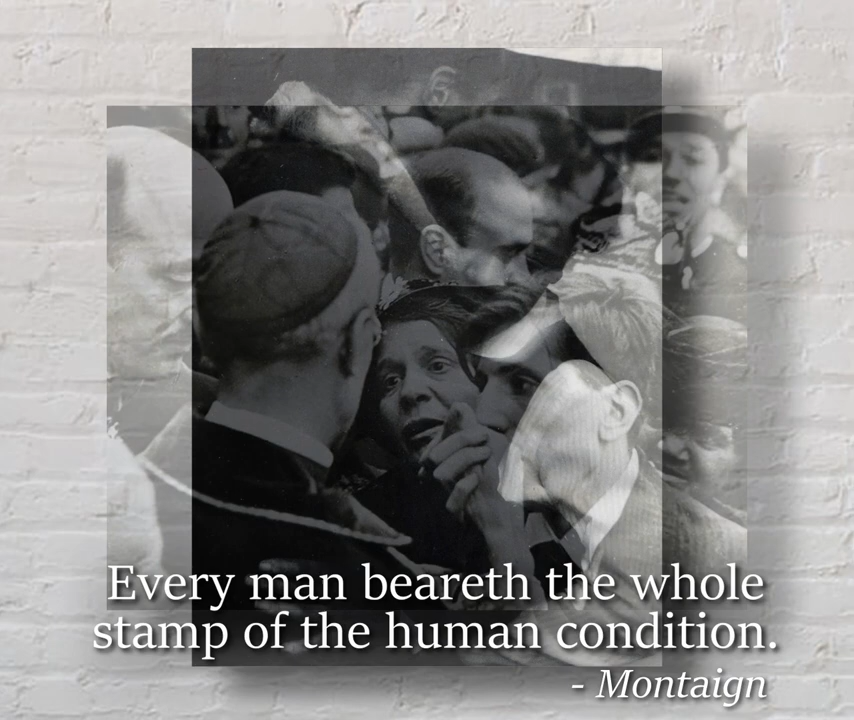 Every man beareth the whole
stamp of the human condition.
- Montaign